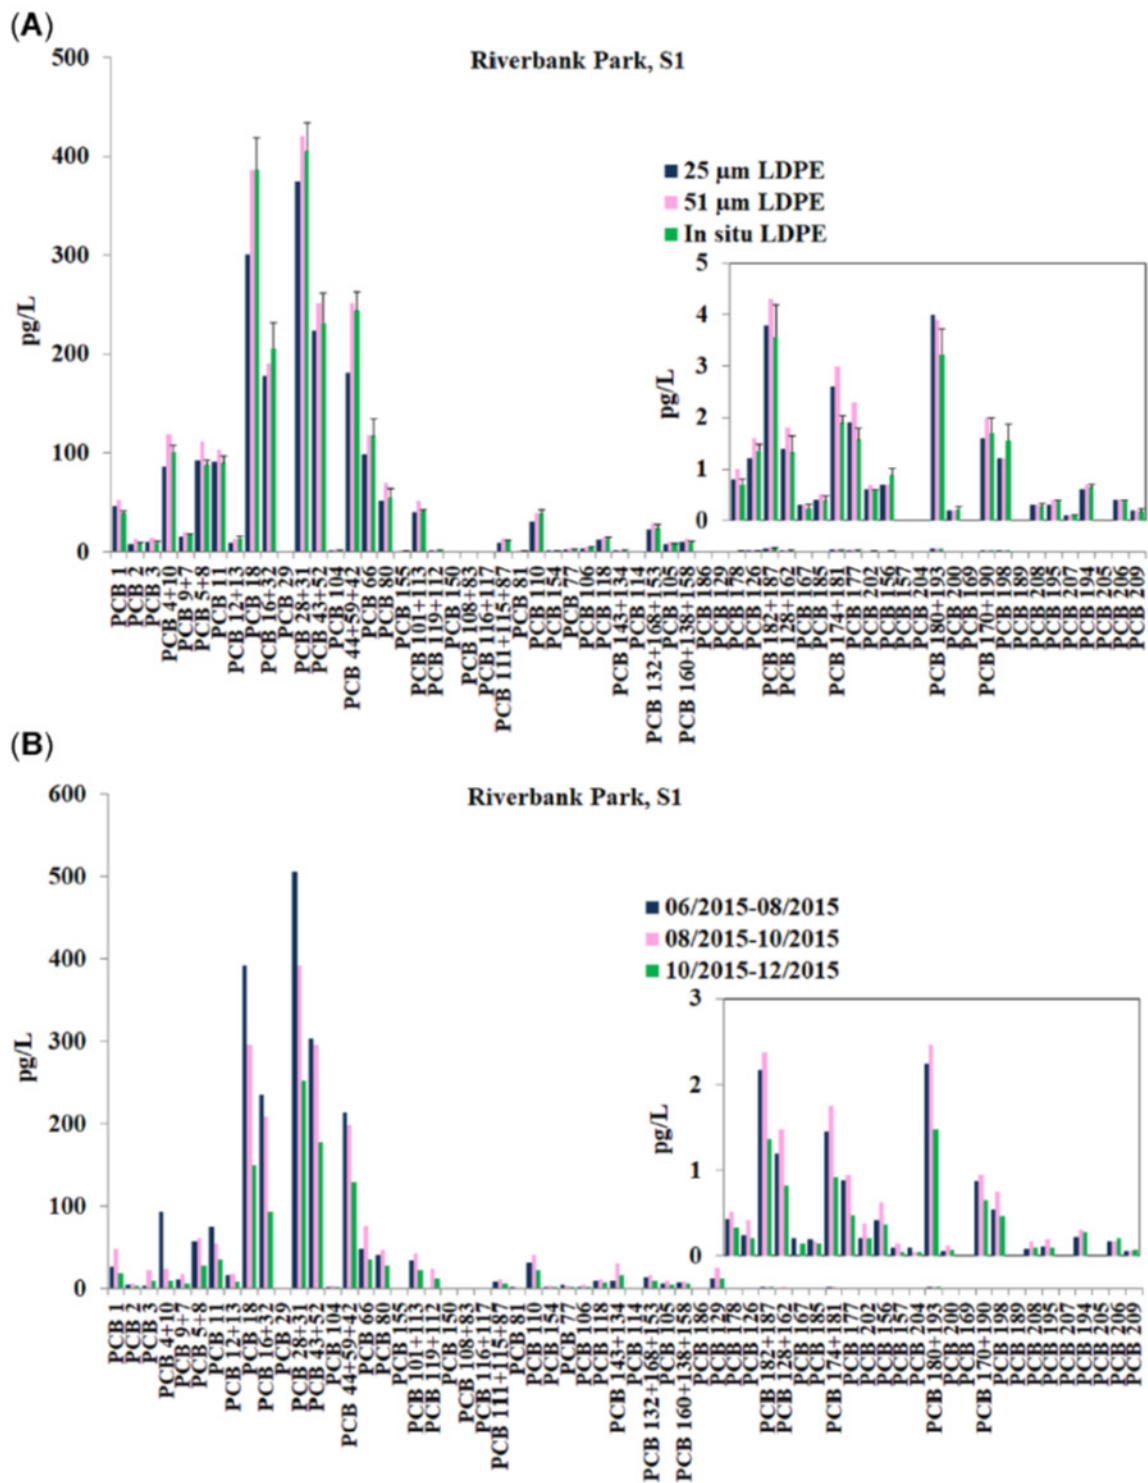 (A)
Riverbank Park, S1
500
400
300
200
100
0
pg/L
25 µm LDPE
51 µm LDPE
In situ LDPE
5
4
3
2
1
0
pg/L
PCB 1
PCB 2
PCB 3
PCB 4+10
PCB 9+7
PCB 5+8
PCB 11
PCB 12+13
PCB 18
PCB 16+32
PCB 29
PCB 28+31
PCB 43+52
PCB 104
PCB 44+59+42
PCB 66
PCB 80
PCB 155
PCB 101+113
PCB 119+112
PCB 150
PCB 108+83
PCB 116+117
PCB 111+115+87
PCB 81
PCB 110
PCB 154
PCB 77
PCB 106
PCB 118
PCB 143+134
PCB 114
PCB 132+168+153
PCB 105
PCB 160+138+158
PCB 186
PCB 129
PCB 178
PCB 126
PCB 182+187
PCB 128+162
PCB 167
PCB 185
PCB 174+181
PCB 177
PCB 202
PCB 156
PCB 157
PCB 204
PCB 180+193
PCB 200
PCB 169
PCB 170+190
PCB 198
PCB 189
PCB 208
PCB 195
PCB 207
PCB 194
PCB 205
PCB 206
PCB 209
(B)
Riverbank Park, S1
600
500
400
300
200
100
0
pg/L
06/2015-08/2015
08/2015-10/2015
10/2015-12/2015
3
2
1
0
pg/L
PCB 1
PCB 2
PCB 3
PCB 4+10
PCB 9+7
PCB 5+8
PCB 11
PCB 12+13
PCB 18
PCB 16+32
PCB 29
PCB 28+31
PCB 43+52
PCB 104
PCB 44+59+42
PCB 66
PCB 80
PCB 155
PCB 101+113
PCB 119+112
PCB 150
PCB 108+83
PCB 116+117
PCB 111+115+87
PCB 81
PCB 110
PCB 154
PCB 77
PCB 106
PCB 118
PCB 143+134
PCB 114
PCB 132+168+153
PCB 105
PCB 160+138+158
PCB 186
PCB 129
PCB 178
PCB 126
PCB 182+187
PCB 128+162
PCB 167
PCB 185
PCB 174+181
PCB 177
PCB 202
PCB 156
PCB 157
PCB 204
PCB 180+193
PCB 200
PCB 169
PCB 170+190
PCB 198
PCB 189
PCB 208
PCB 195
PCB 207
PCB 194
PCB 205
PCB 206
PCB 209